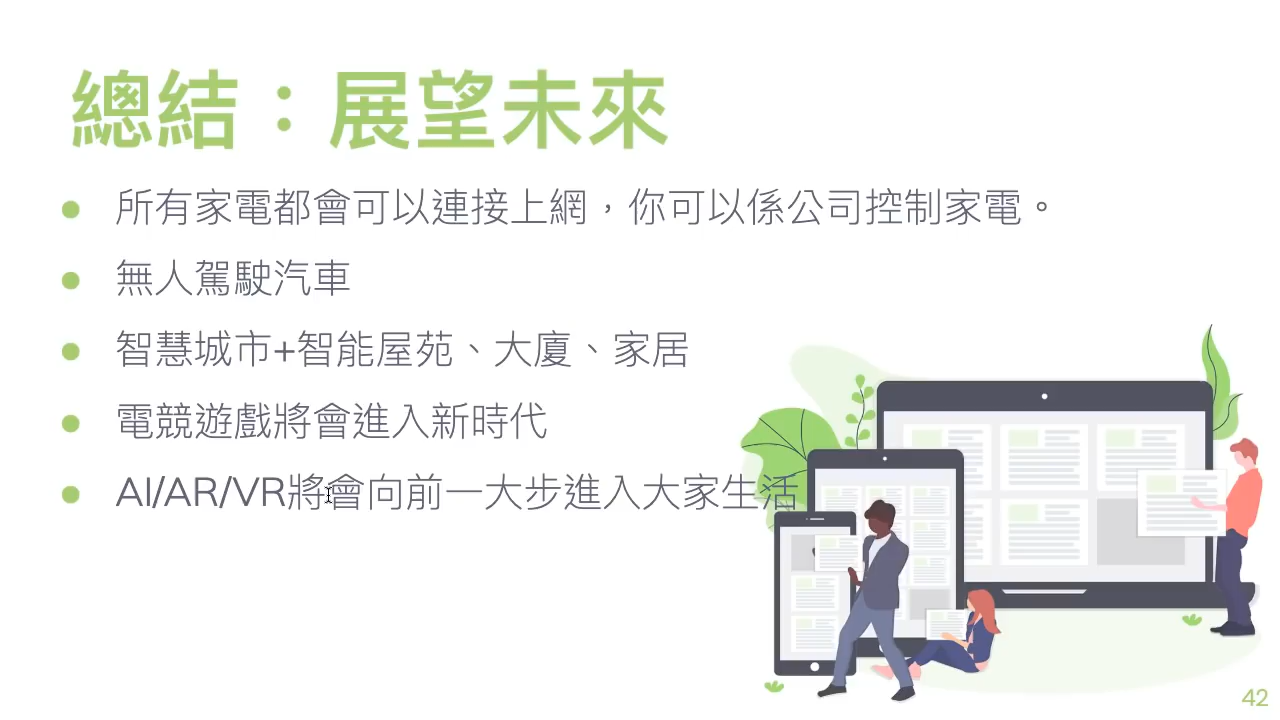 總結：展望未來
所有家電都會可以連接上網，你可以係公司控制家電。
無人駕駛汽車
智慧城市+智能屋苑、大廈、家居
電競遊戲將會進入新時代
AI/AR/VR將會向前一大步進入大家生活
42